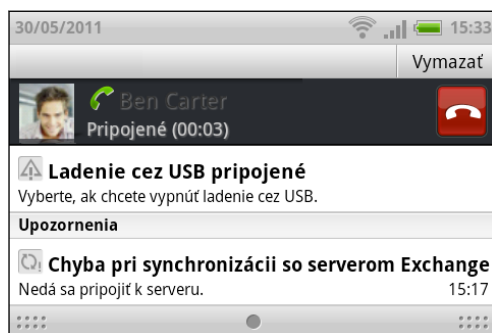 30/05/2011 15:33
Vymazať
Ben Carter
Pripojené (00:03)
Ladenie cez USB pripojené
Vyberte, ak chcete vypnúť ladenie cez USB.
Upozornenia
Chyba pri synchronizácii so serverom Exchange
Nedá sa pripojiť k serveru. 15:17